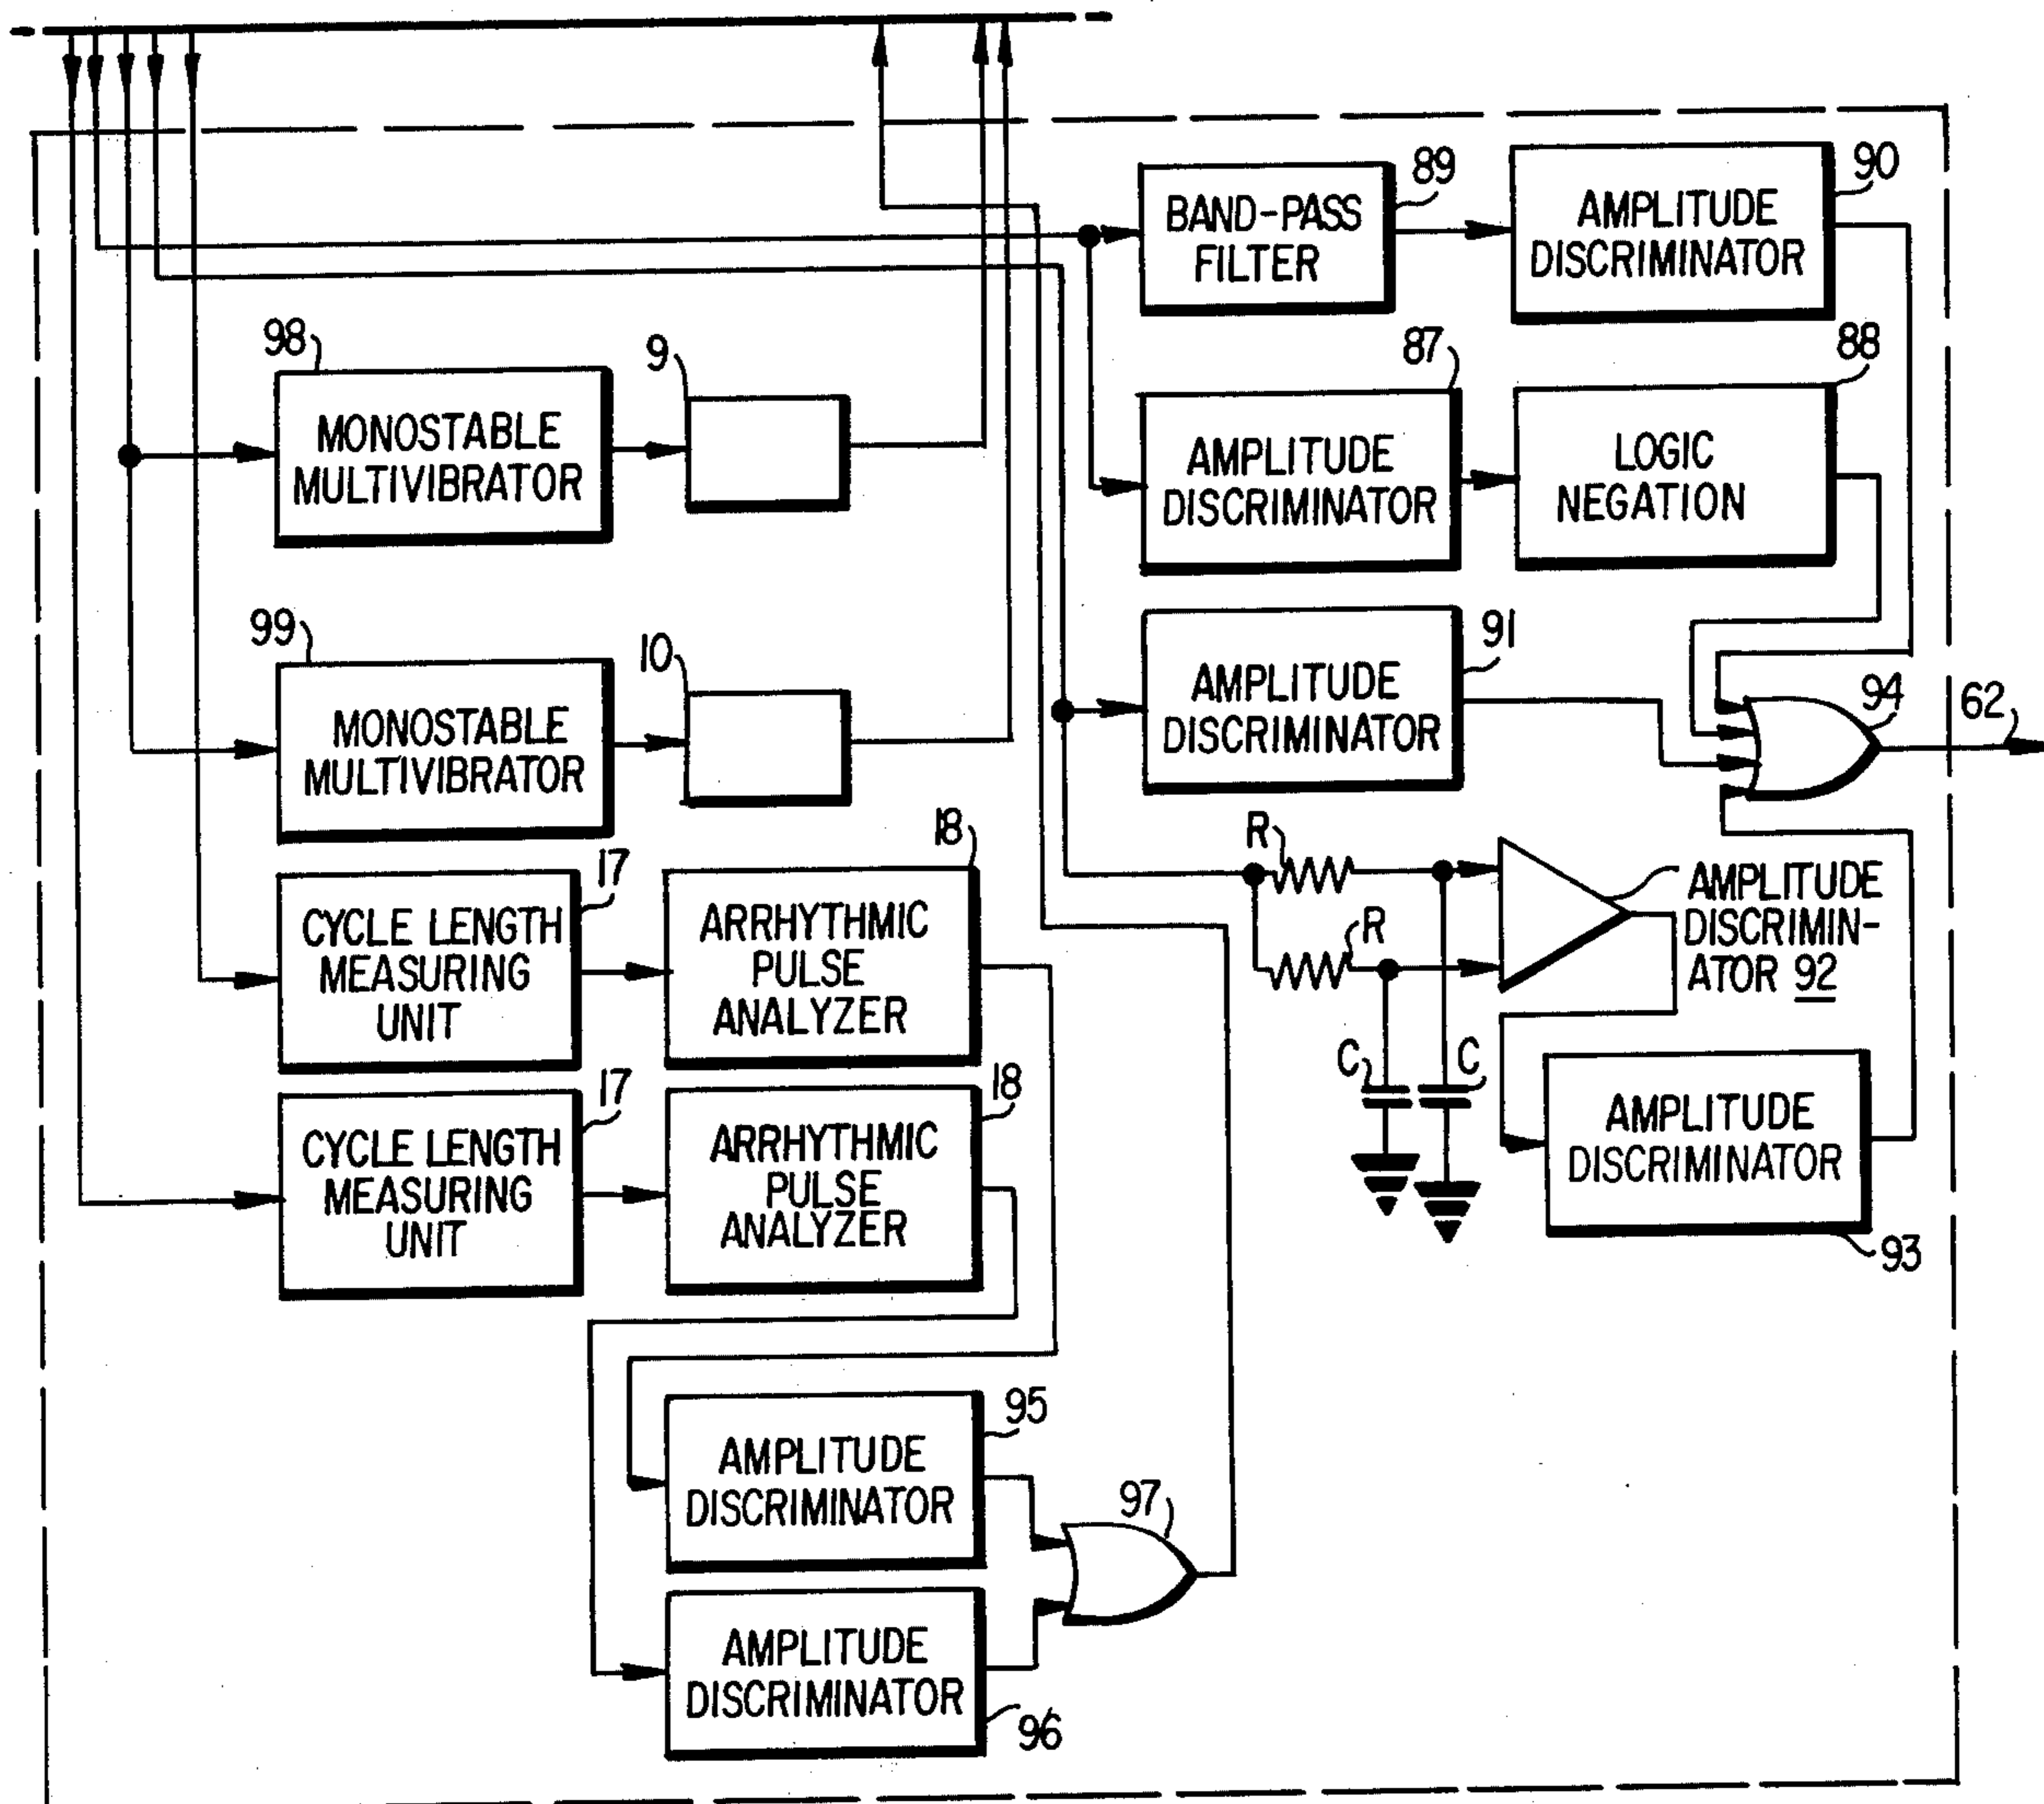 89
BAND-PASS
FILTER
90
AMPLITUDE
DISCRIMINATOR
98
MONOSTABLE
MULTIVIBRATOR
9
87
AMPLITUDE
DISCRIMINATOR
88
LOGIC
NEGATION
99
MONOSTABLE
MULTIVIBRATOR
10
91
AMPLITUDE
DISCRIMINATOR
94
62
17
CYCLE LENGTH
MEASURING
UNIT
18
ARRHYTHMIC
PULSE
ANALYZER
R
R
C
C
AMPLITUDE
DISCRIMIN-
ATOR 92
17
CYCLE LENGTH
MEASURING
UNIT
18
ARRHYTHMIC
PULSE
ANALYZER
AMPLITUDE
DISCRIMINATOR
93
95
AMPLITUDE
DISCRIMINATOR
97
AMPLITUDE
DISCRIMINATOR
96